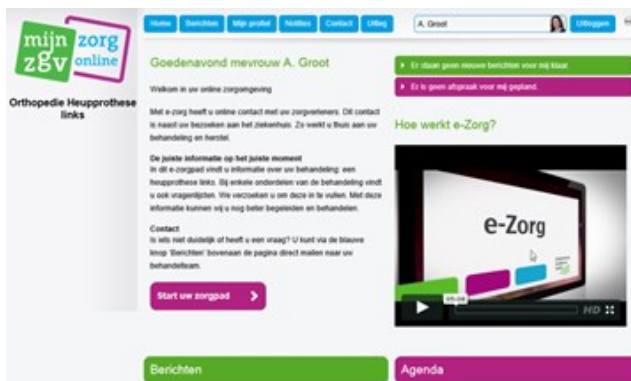 mijn zorg
zgv online
Orthopedie Heupprothese
links
Home Berichten Mijn profiel Notities Contact Uitleg
A. Groot
Uitloggen
Goedenavond mevrouw A. Groot
Welkom in uw online zorgomgeving
Met e-zorg heeft u online contact met uw zorgverleners. Dit contact
is naast uw bezoeken aan het ziekenhuis. Zo werkt u thuis aan uw
behandeling en herstel.
De juiste informatie op het juiste moment
In dit e-zorgpad vindt u informatie over uw behandeling: een
heupprothese links. Bij enkele onderdelen van de behandeling vindt
u ook vragenlijsten. We verzoeken u om deze in te vullen. Met deze
informatie kunnen wij u nog beter begeleiden en behandelen.
Contact
Is iets niet duidelijk of heeft u een vraag? U kunt via de blauwe
knop 'Berichten' bovenaan de pagina direct mailen naar uw
behandelteam.
Start uw zorgpad
Er staan geen nieuwe berichten voor mij klaar.
Er is geen afspraak voor mij gepland.
Hoe werkt e-Zorg?
e-Zorg
HD
Berichten
Agenda